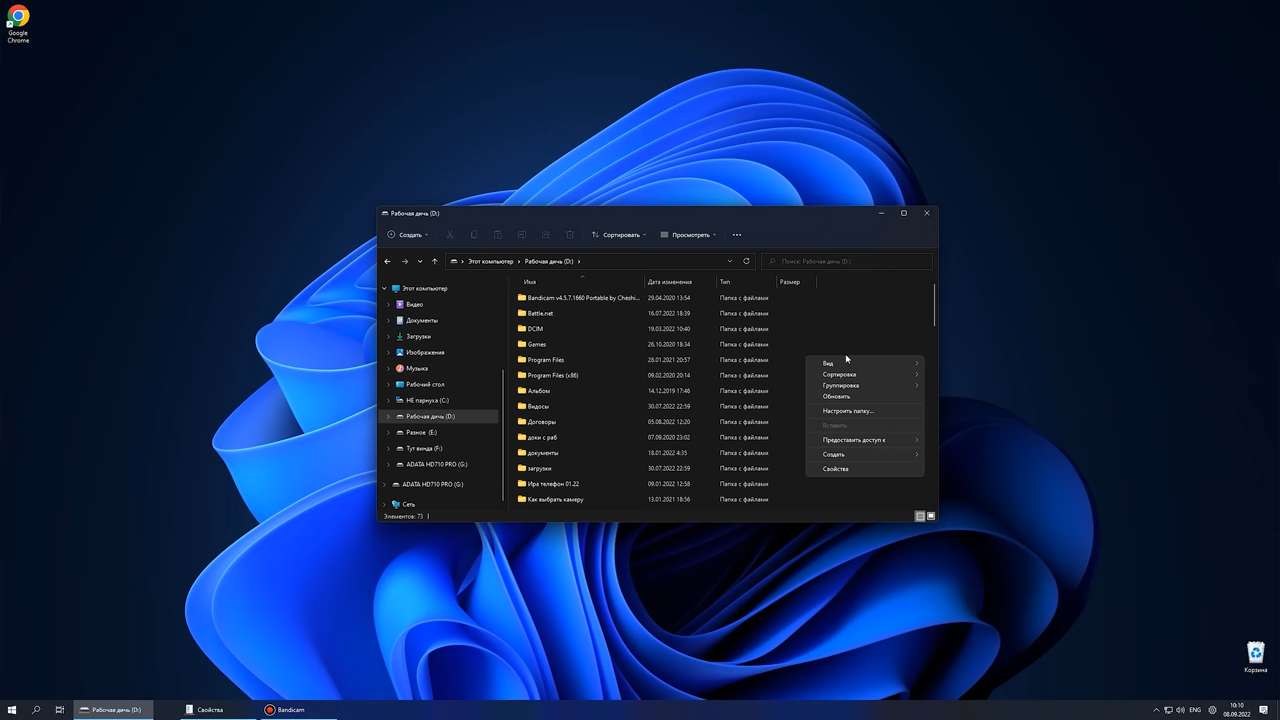 Google
Chrome
Рабочая дичь (D:)
Создать
Сортировать
Просмотреть
Этот компьютер › Рабочая дичь (D:) ›
Поиск: Рабочая дичь (D:)
Имя Дата изменения Тип Размер
Этот компьютер
Видео
Документы
Загрузки
Изображения
Музыка
Рабочий стол
НЕ париуха (C:)
Рабочая дичь (D:)
Разное (E:)
Тут винда (F:)
ADATA HD710 PRO (G:)
ADATA HD710 PRO (G:)
Сеть
Bandicam v4.5.7.1660 Portable by Cheshi... 29.04.2020 13:54 Папка с файлами
Battle.net 16.07.2022 18:39 Папка с файлами
DCIM 19.03.2022 10:40 Папка с файлами
Games 26.10.2020 18:34 Папка с файлами
Program Files 28.01.2021 20:57 Папка с файлами
Program Files (x86) 09.02.2020 20:14 Папка с файлами
Альбом 14.12.2019 17:46 Папка с файлами
Видосы 30.07.2022 22:59 Папка с файлами
Договоры 05.08.2022 12:20 Папка с файлами
доки с раб 07.09.2020 23:02 Папка с файлами
документы 18.01.2022 4:35 Папка с файлами
загрузки 30.07.2022 22:59 Папка с файлами
Ира телефон 01.22 09.01.2022 12:58 Папка с файлами
Как выбрать камеру 13.01.2021 18:56 Папка с файлами
Вид
Сортировка
Группировка
Обновить
Настроить папку...
Вставить
Предоставить доступ к
Создать
Свойства
Элементов: 73
Корзина
Рабочая дичь (D:)
Свойства
Bandicam
ENG
10:10
08.09.2022